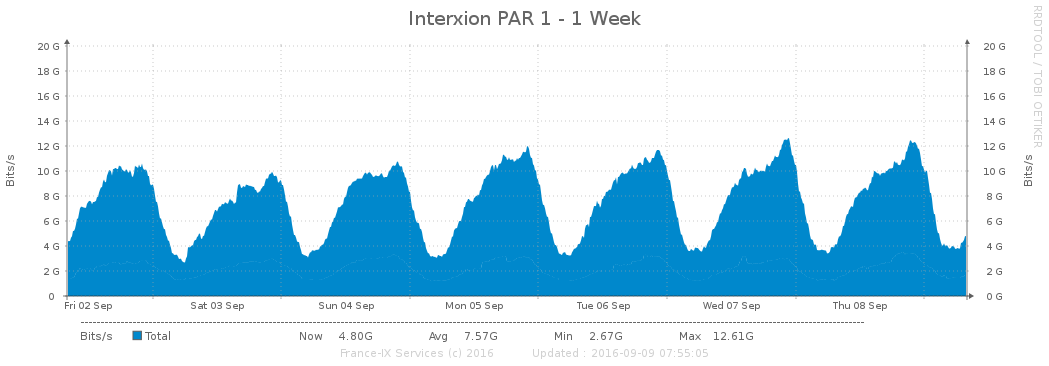 Interxion PAR 1 - 1 Week
RRDTOOL / TOBI OETIKER
Bits/s
20 G 20 G
18 G 18 G
16 G 16 G
14 G 14 G
12 G 12 G
10 G 10 G
8 G 8 G
6 G 6 G
4 G 4 G
2 G 2 G
0 0 G
Bits/s
Fri 02 Sep Sat 03 Sep Sun 04 Sep Mon 05 Sep Tue 06 Sep Wed 07 Sep Thu 08 Sep
Bits/s Total Now 4.80G Avg 7.57G Min 2.67G Max 12.61G
France-IX Services (c) 2016 Updated : 2016-09-09 07:55:05